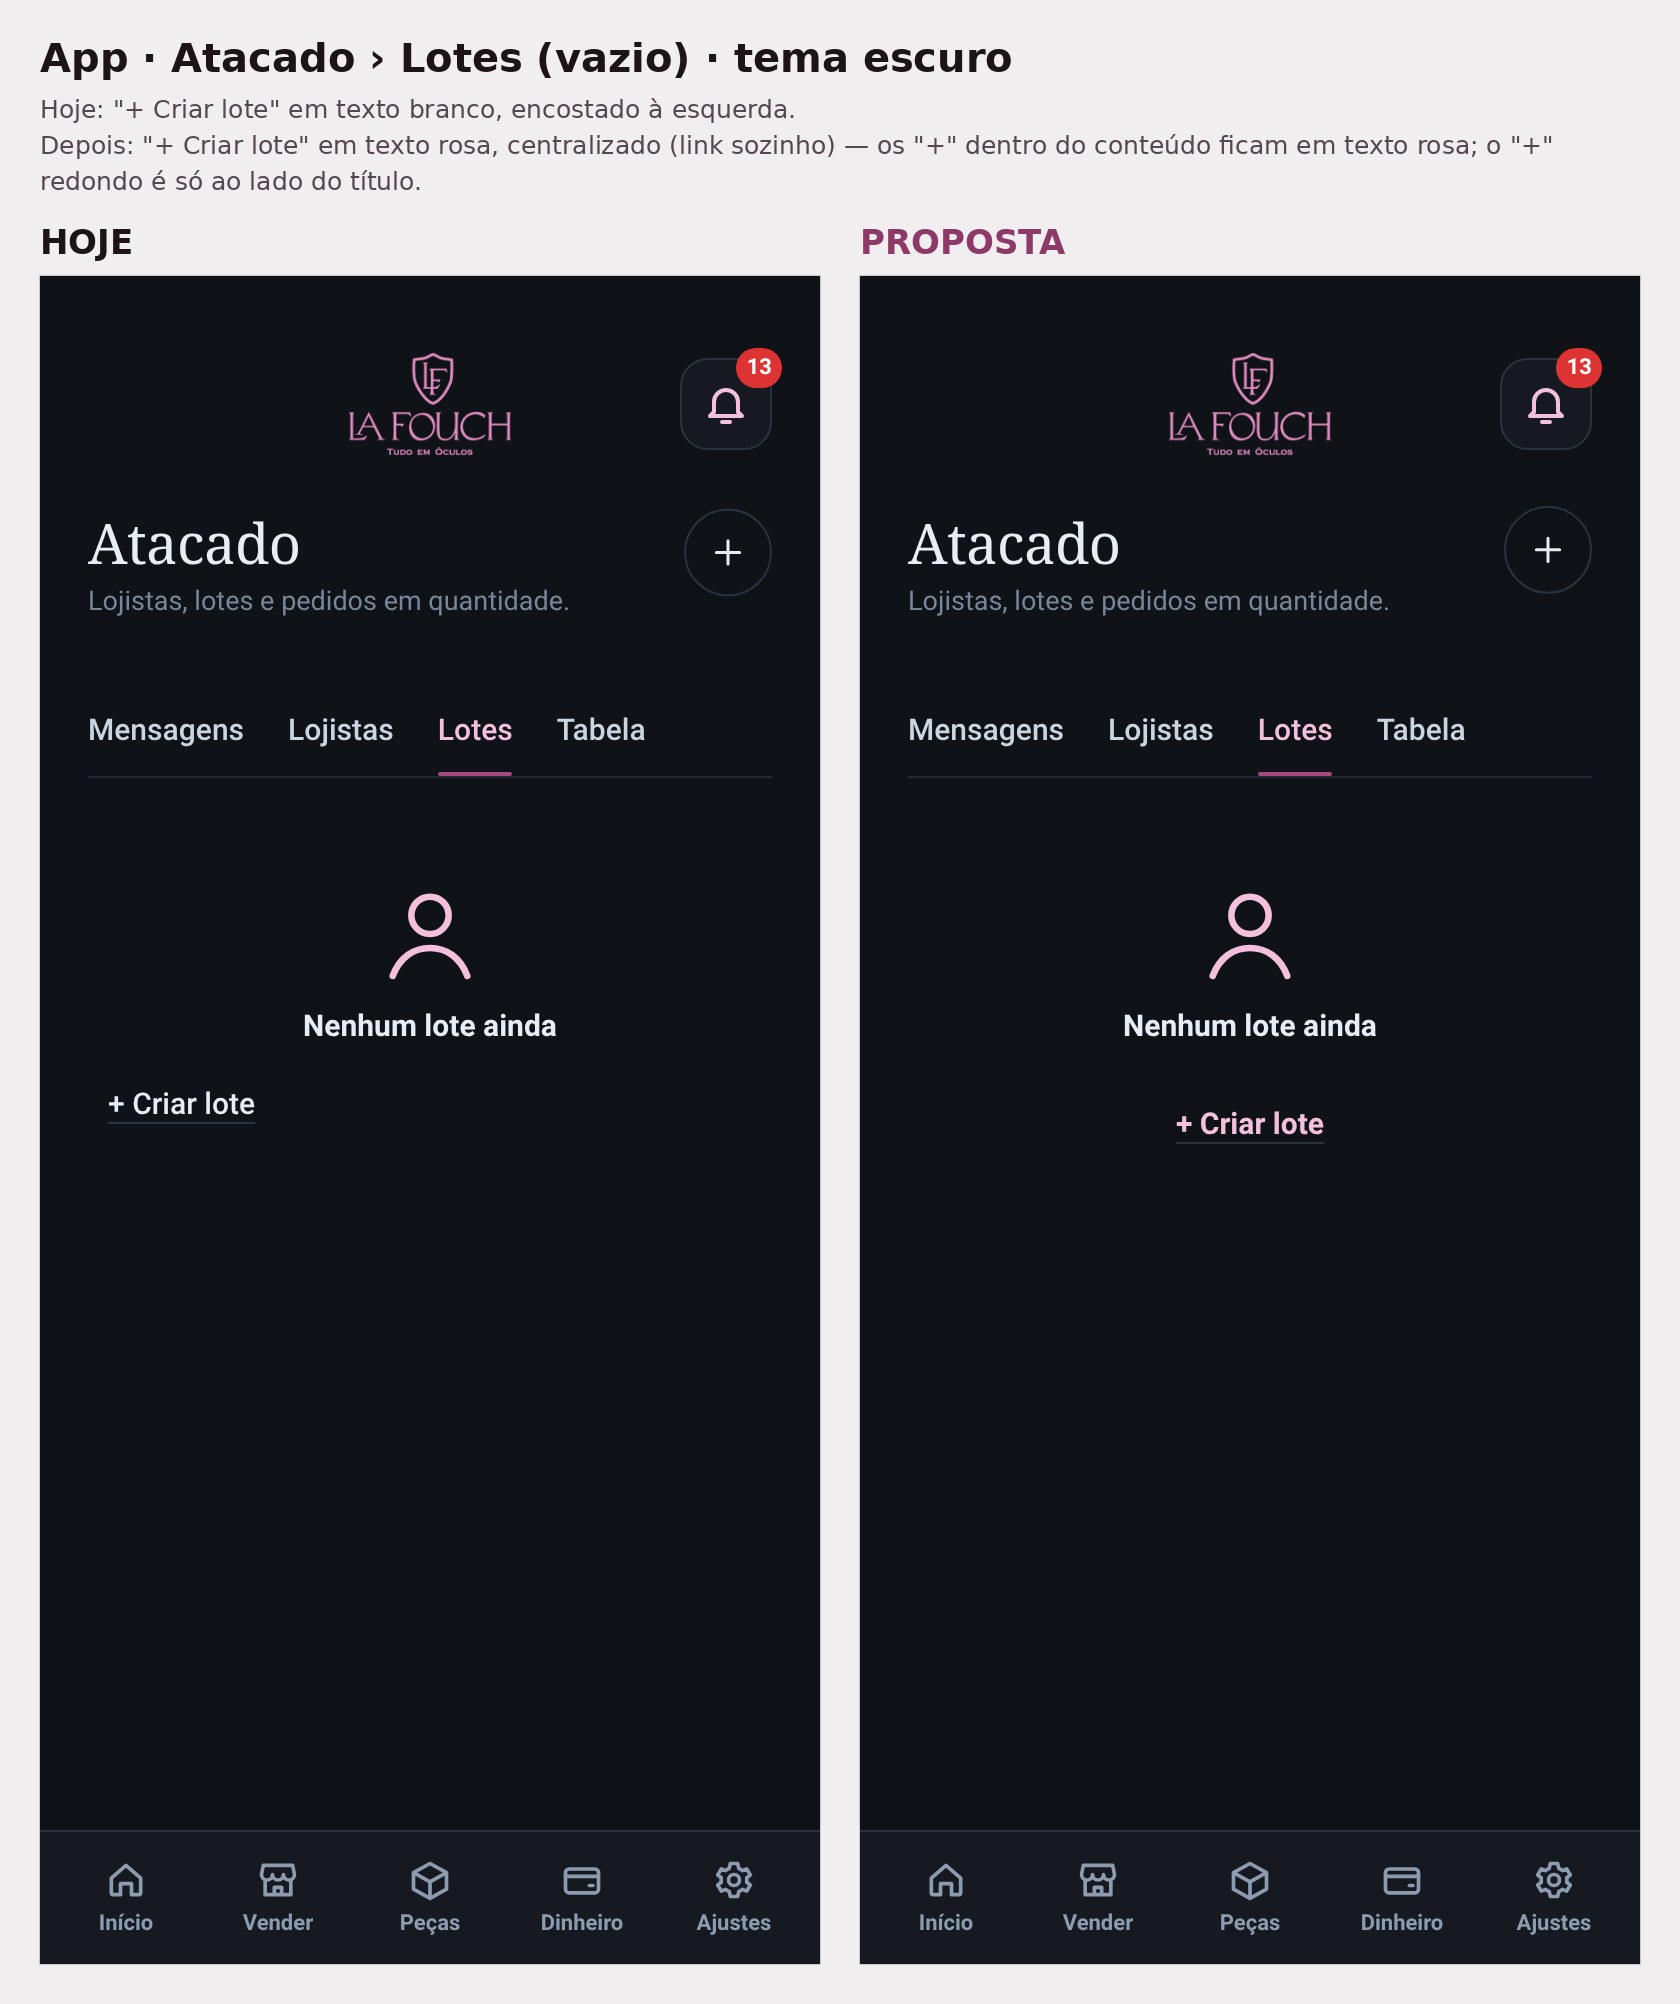 App · Atacado › Lotes (vazio) · tema escuro
Hoje: "+ Criar lote" em texto branco, encostado à esquerda.
Depois: "+ Criar lote" em texto rosa, centralizado (link sozinho) — os "+" dentro do conteúdo ficam em texto rosa; o "+"
redondo é só ao lado do título.
HOJE
LF
LA FOUCH
TUDO EM ÓCULOS
13
Atacado
+
Lojistas, lotes e pedidos em quantidade.
Mensagens Lojistas Lotes Tabela
Nenhum lote ainda
+ Criar lote
Início Vender Peças Dinheiro Ajustes
PROPOSTA
LF
LA FOUCH
TUDO EM ÓCULOS
13
Atacado
+
Lojistas, lotes e pedidos em quantidade.
Mensagens Lojistas Lotes Tabela
Nenhum lote ainda
+ Criar lote
Início Vender Peças Dinheiro Ajustes